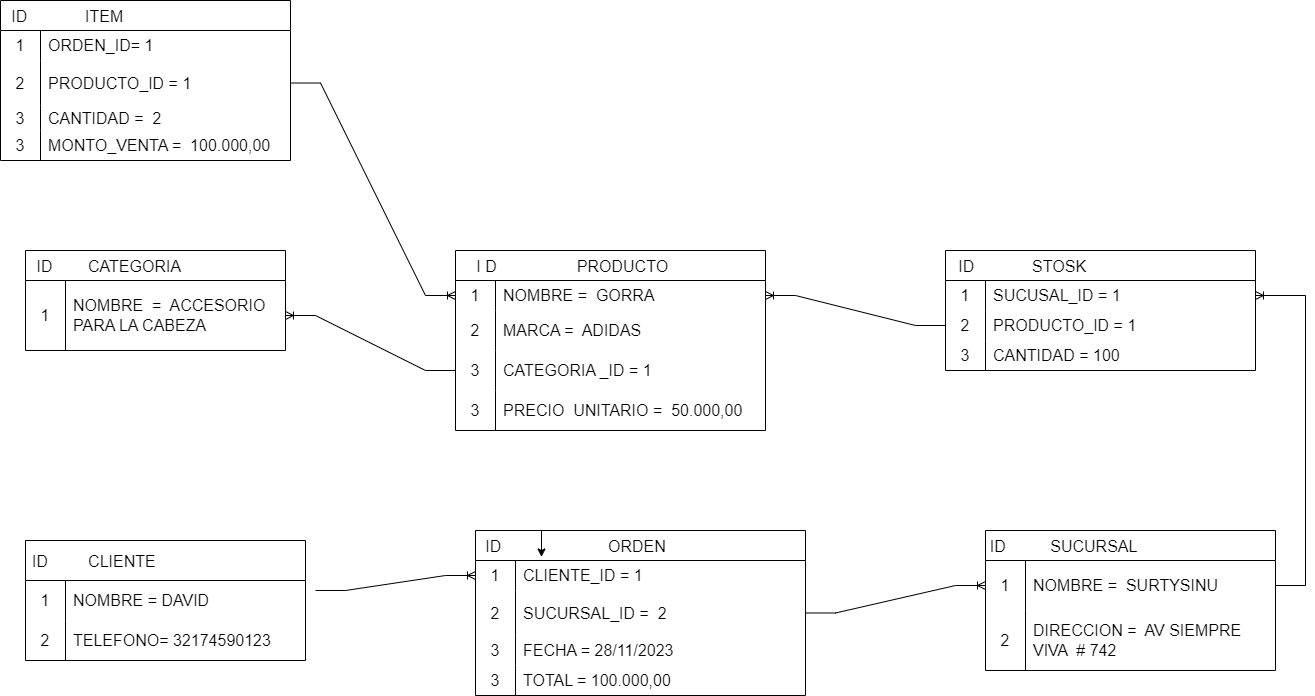 ID ITEM
1 ORDEN_ID= 1
2 PRODUCTO_ID = 1
3 CANTIDAD = 2
3 MONTO_VENTA = 100.000,00
ID CATEGORIA
1 NOMBRE = ACCESORIO
PARA LA CABEZA
I D PRODUCTO
1 NOMBRE = GORRA
2 MARCA = ADIDAS
3 CATEGORIA _ID = 1
3 PRECIO UNITARIO = 50.000,00
ID STOSK
1 SUCUSAL_ID = 1
2 PRODUCTO_ID = 1
3 CANTIDAD = 100
ID CLIENTE
1 NOMBRE = DAVID
2 TELEFONO= 32174590123
ID ORDEN
1 CLIENTE_ID = 1
2 SUCURSAL_ID = 2
3 FECHA = 28/11/2023
3 TOTAL = 100.000,00
ID SUCURSAL
1 NOMBRE = SURTYSINU
2 DIRECCION = AV SIEMPRE
VIVA # 742